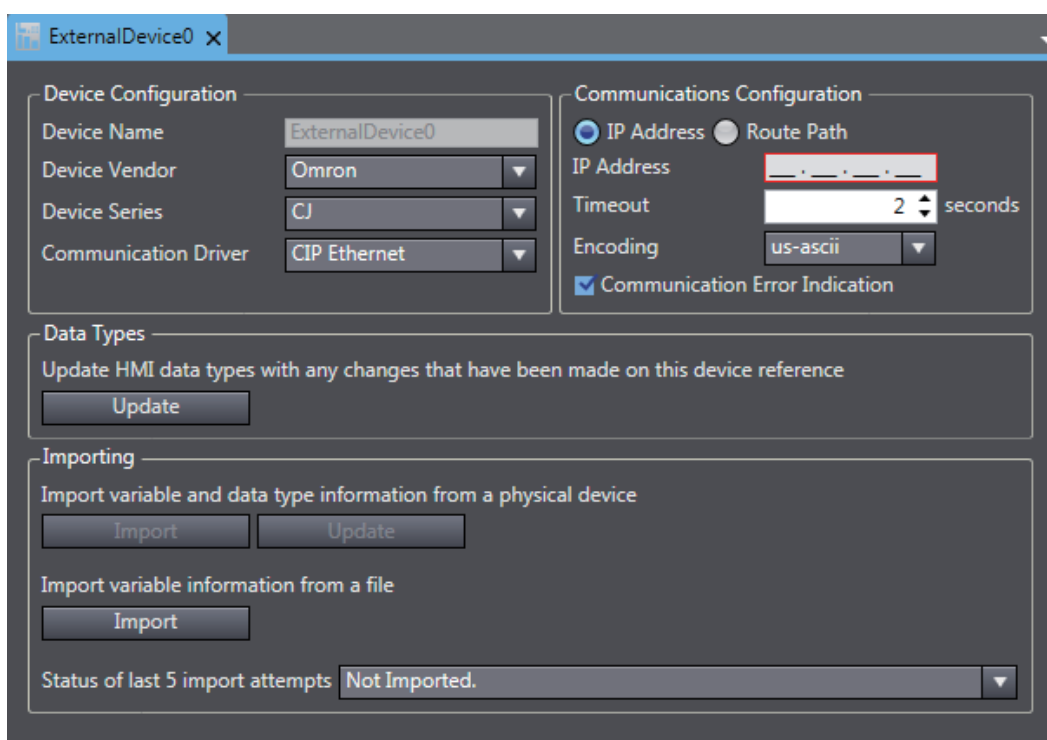 ExternalDevice0
Device Configuration
Device Name ExternalDevice0
Device Vendor Omron
Device Series CJ
Communication Driver CIP Ethernet
Communications Configuration
IP Address Route Path
IP Address __ . __ . __ . __
Timeout 2 seconds
Encoding us-ascii
Communication Error Indication
Data Types
Update HMI data types with any changes that have been made on this device reference
Update
Importing
Import variable and data type information from a physical device
Import Update
Import variable information from a file
Import
Status of last 5 import attempts Not Imported.